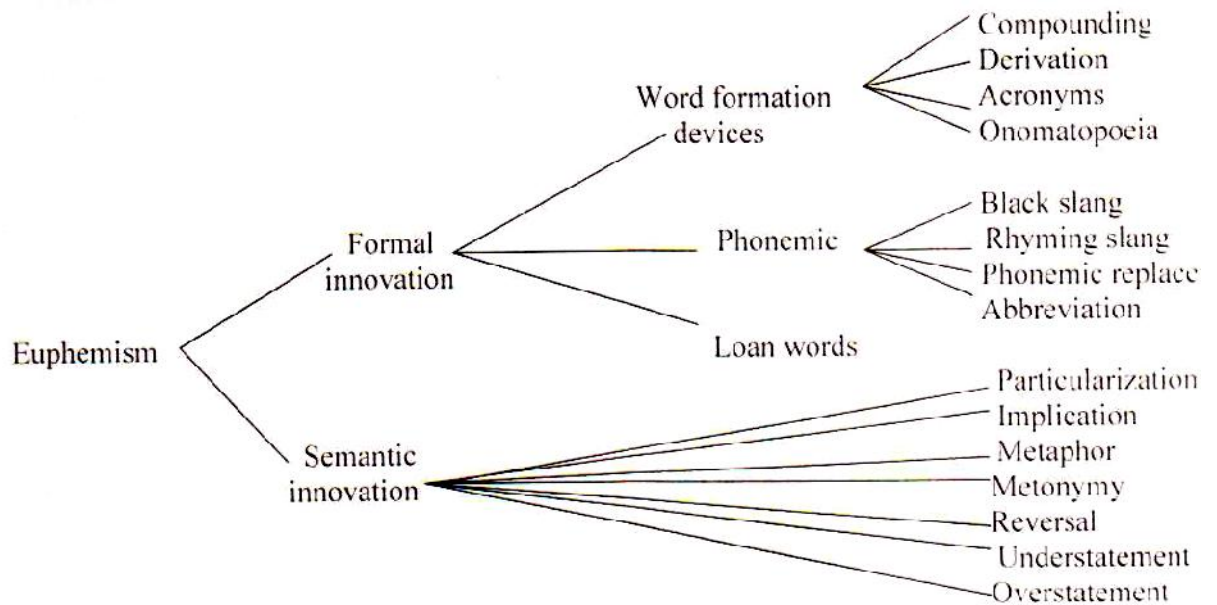 Compounding
Derivation
Word formation
devices
Acronyms
Onomatopoeia
Black slang
Formal
innovation
Phonemic
Rhyming slang
Phonemic replace
Abbreviation
Euphemism
Loan words
Particularization
Implication
Semantic
innovation
Metaphor
Metonymy
Reversal
Understatement
Overstatement